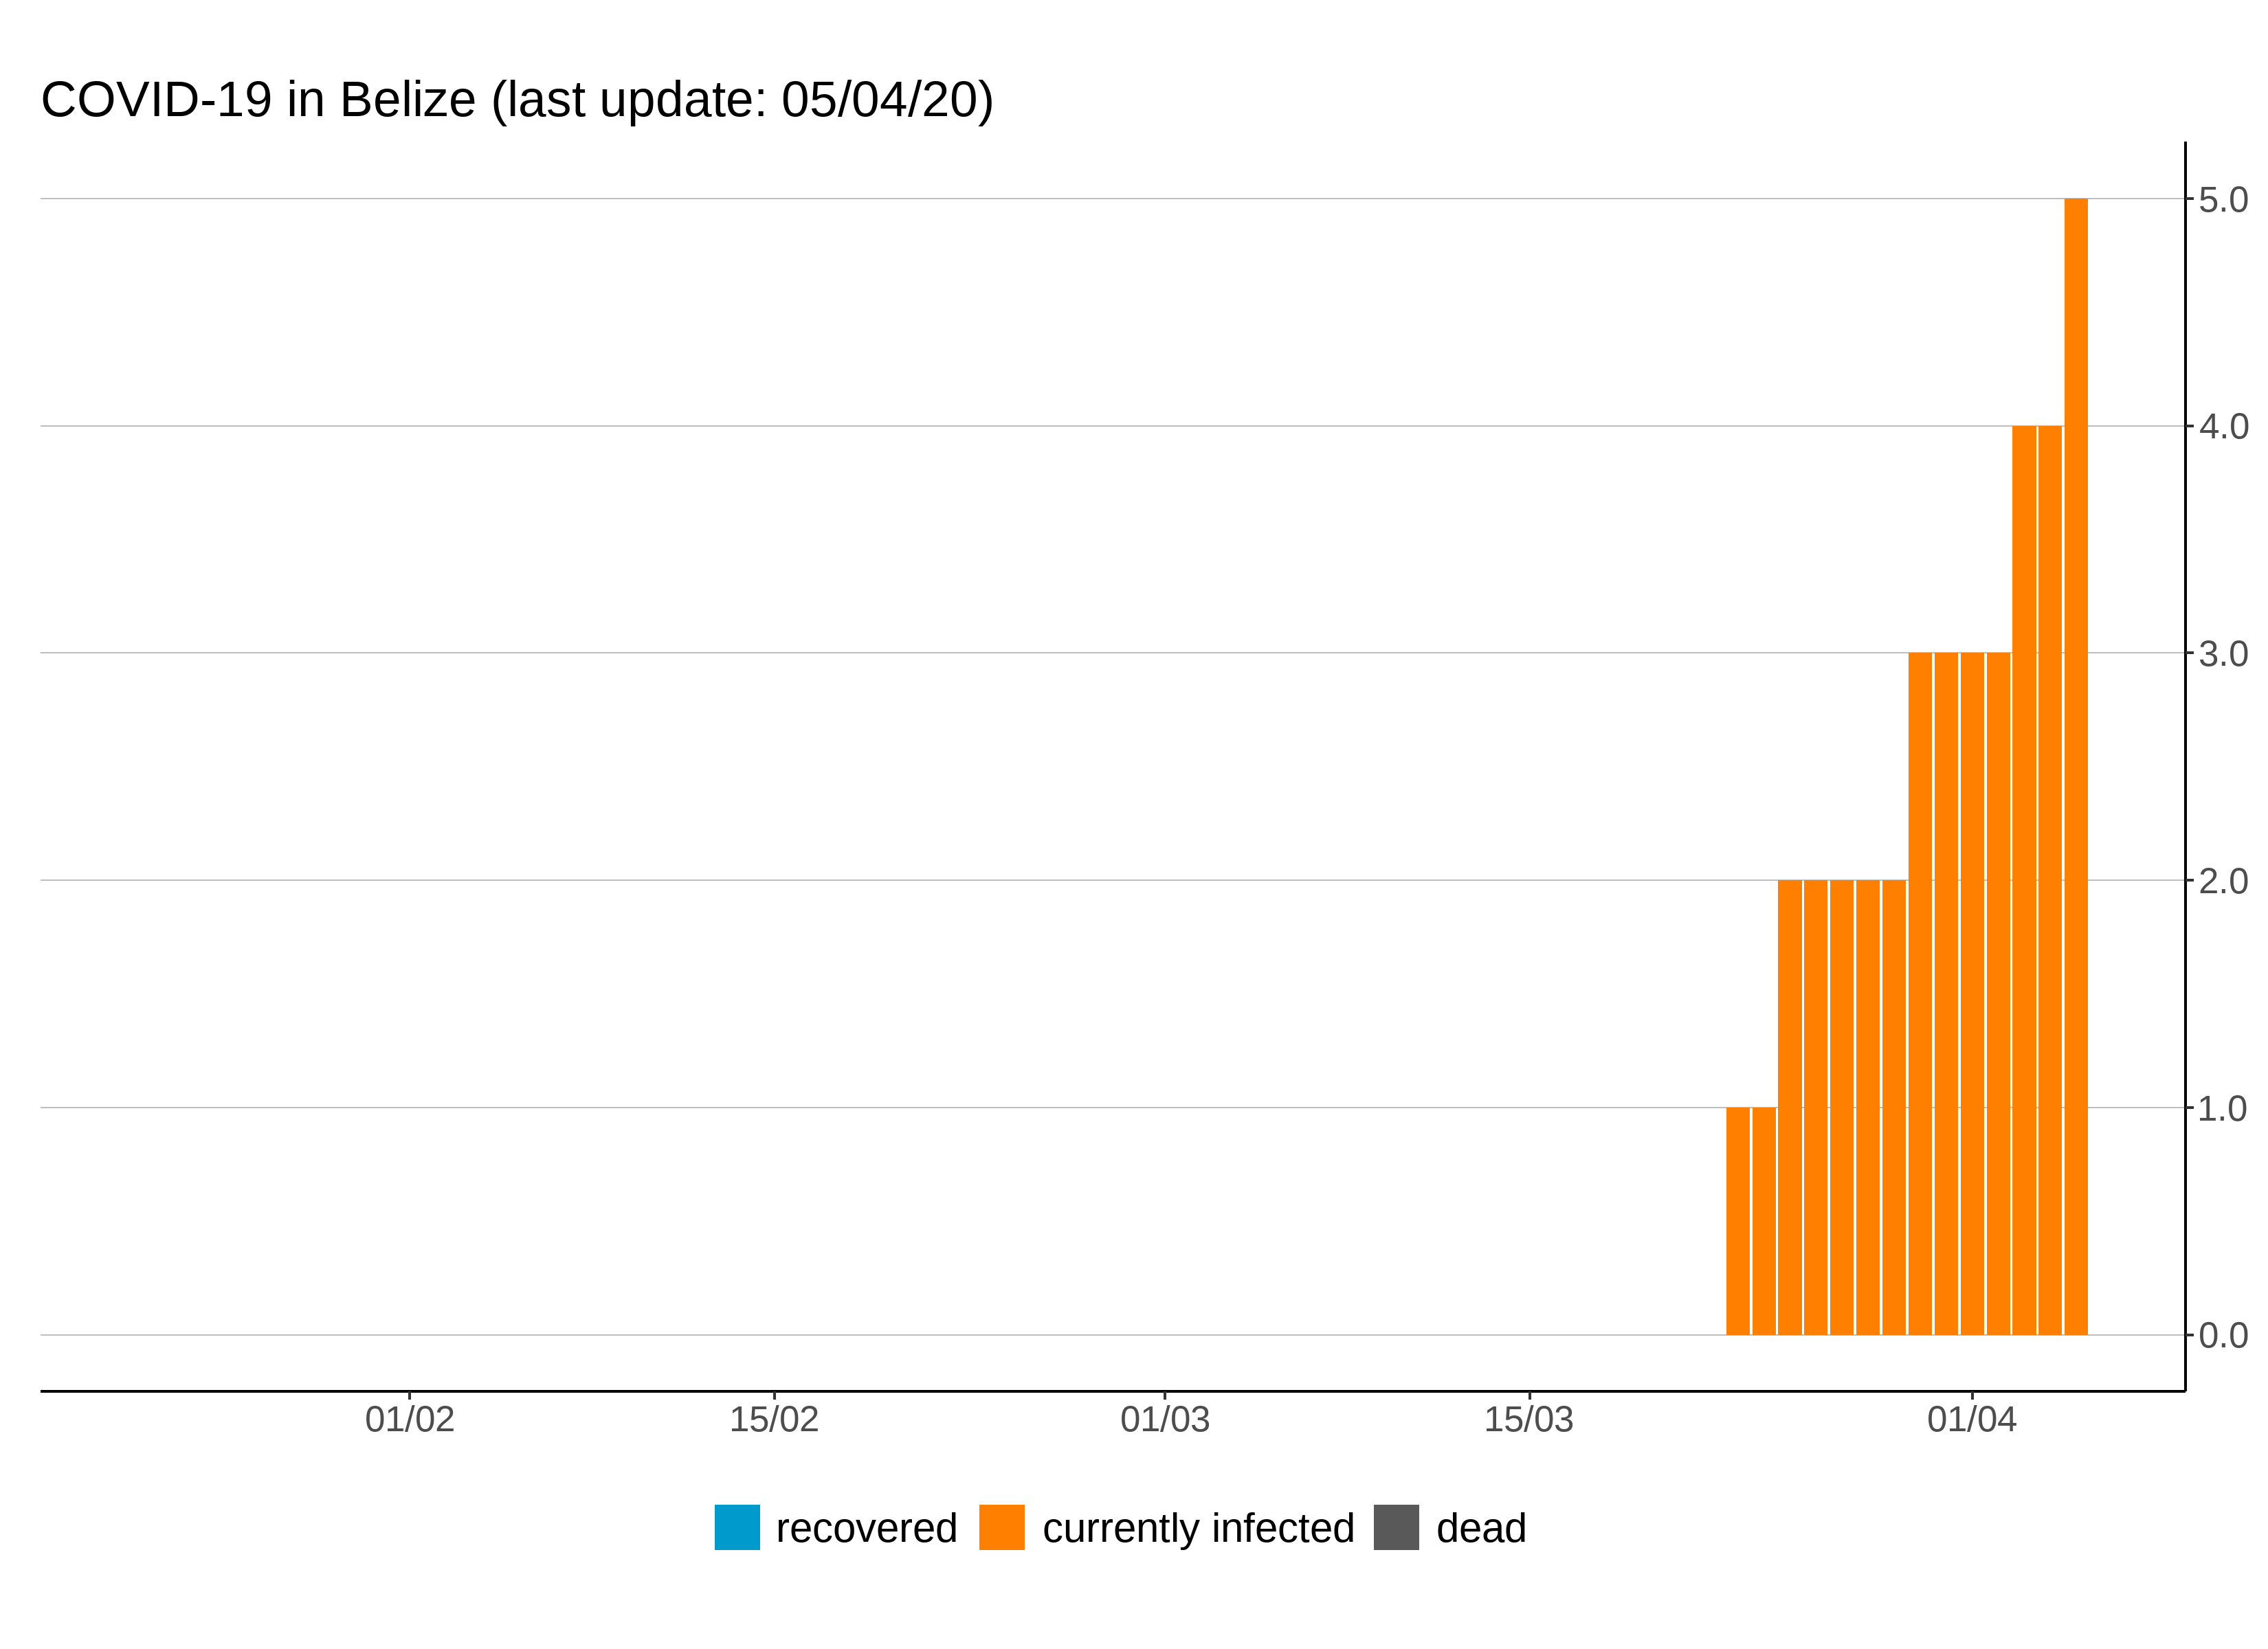 COVID-19 in Belize (last update: 05/04/20)
5.0
4.0
3.0
2.0
1.0
0.0
01/02 15/02 01/03 15/03 01/04
recovered currently infected dead